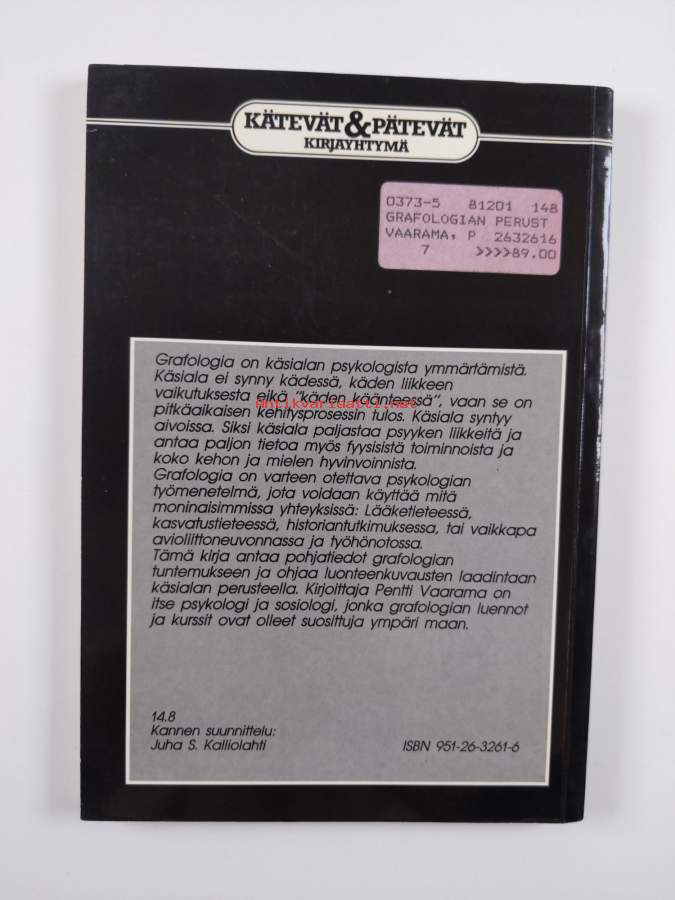 KÄTEVÄT & PÄTEVÄT
KIRJAYHTYMÄ
0373-5 81201 148
GRAFOLOGIAN PERUST
VAARAMA, P 2632616
7 >>>>89.00
Grafologia on käsialan psykologista ymmärtämistä.
Käsiala ei synny kädessä, käden liikkeen
vaikutuksesta eikä "käden käänteessä", vaan se on
Antikvariaatti.net
pitkäaikaisen kehitysprosessin tulos. Käsiala syntyy
aivoissa. Siksi käsiala paljastaa psyyken liikkeitä ja
antaa paljon tietoa myös fyysisistä toiminnoista ja
koko kehon ja mielen hyvinvoinnista.
Grafologia on varteen otettava psykologian
työmenetelmä, jota voidaan käyttää mitä
moninaisimmissa yhteyksissä: Lääketieteessä,
kasvatustieteessä, historiantutkimuksessa, tai vaikkapa
avioliittoneuvonnassa ja työhönotossa.
Tämä kirja antaa pohjatiedot grafologian
tuntemukseen ja ohjaa luonteenkuvausten laadintaan
käsialan perusteella. Kirjoittaja Pentti Vaarama on
itse psykologi ja sosiologi, jonka grafologian luennot
ja kurssit ovat olleet suosittuja ympäri maan.
14.8
Kannen suunnittelu:
Juha S. Kalliolahti ISBN 951-26-3261-6